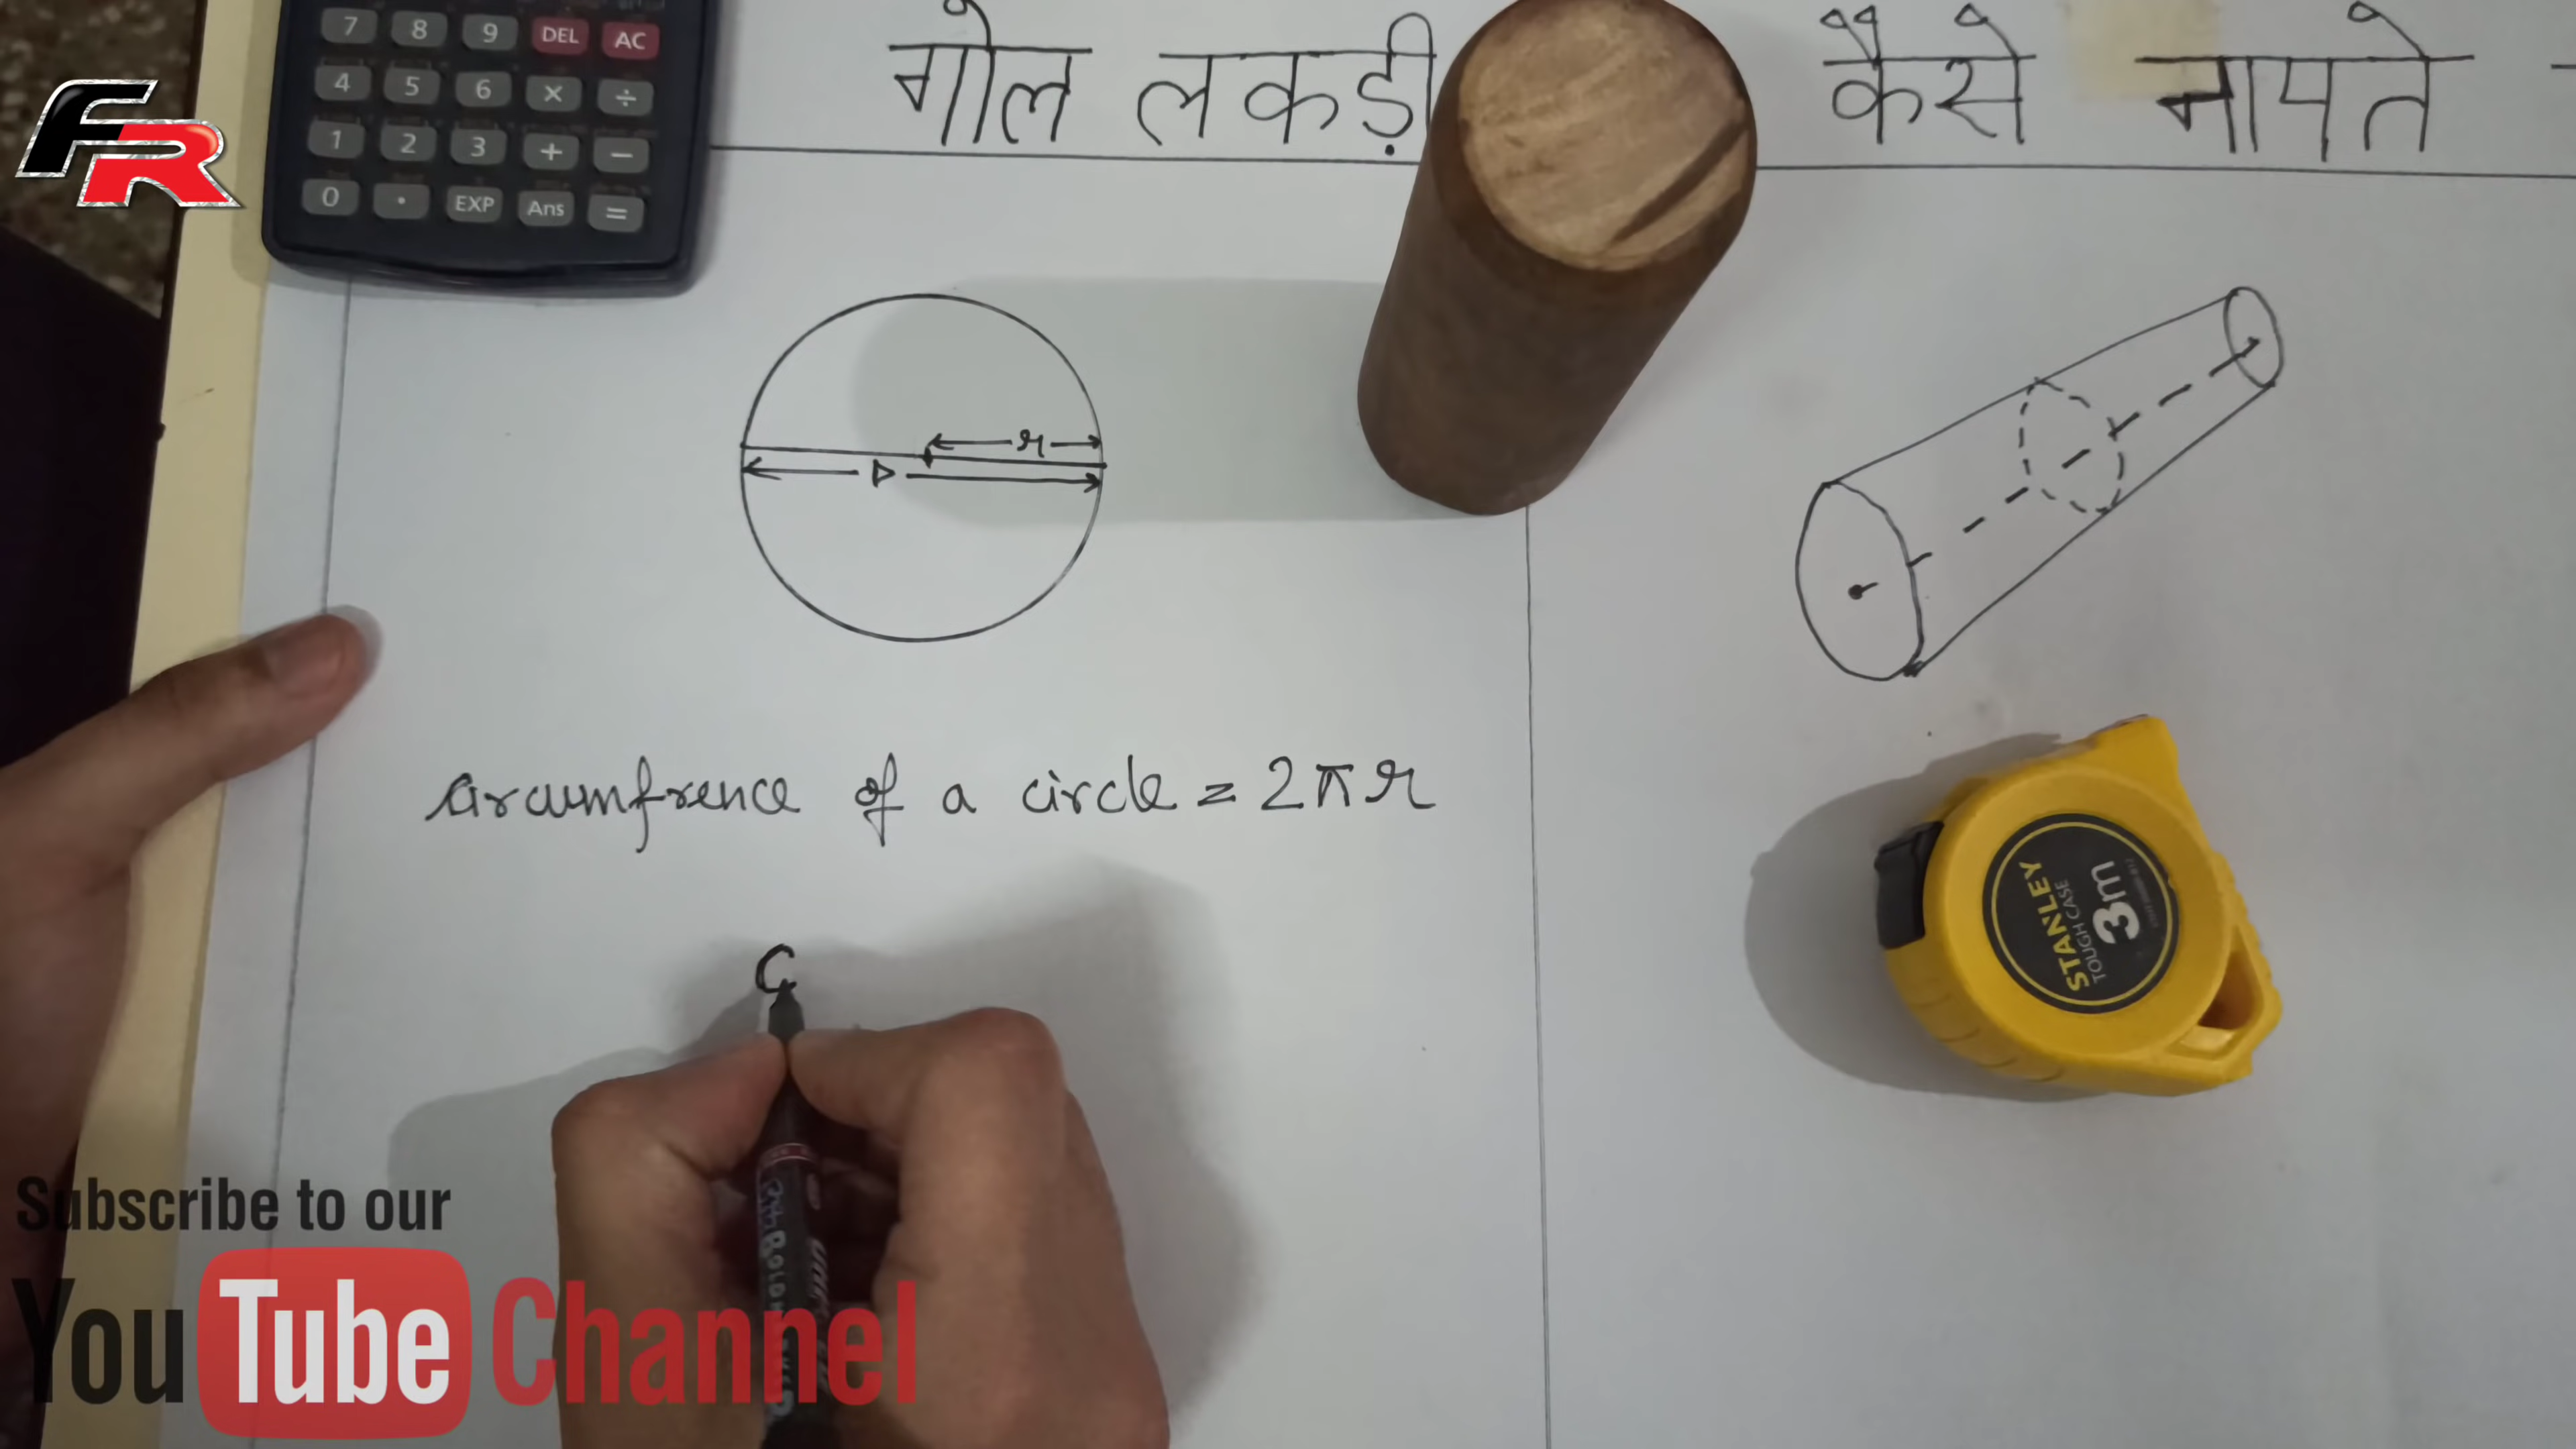 7 8 9 DEL AC
4 5 6 × ÷
1 2 3 + −
0 . EXP Ans =
FR
गोल लकड़ी कैसे नापते
r
D
circumfrence of a circle = 2πr
C
STANLEY
TOUGH CASE
3m
Subscribe to our
YouTube Channel